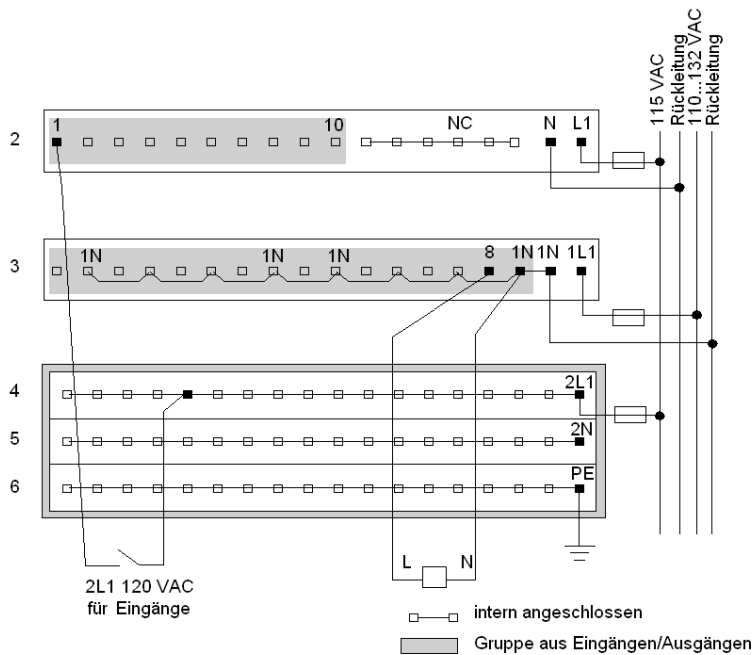 115 VAC
Rückleitung
110...132 VAC
Rückleitung
2
1
10
NC
N
L1
3
1N
1N
1N
8
1N
1N
1L1
4
2L1
5
2N
6
PE
L
N
2L1 120 VAC
für Eingänge
intern angeschlossen
Gruppe aus Eingängen/Ausgängen